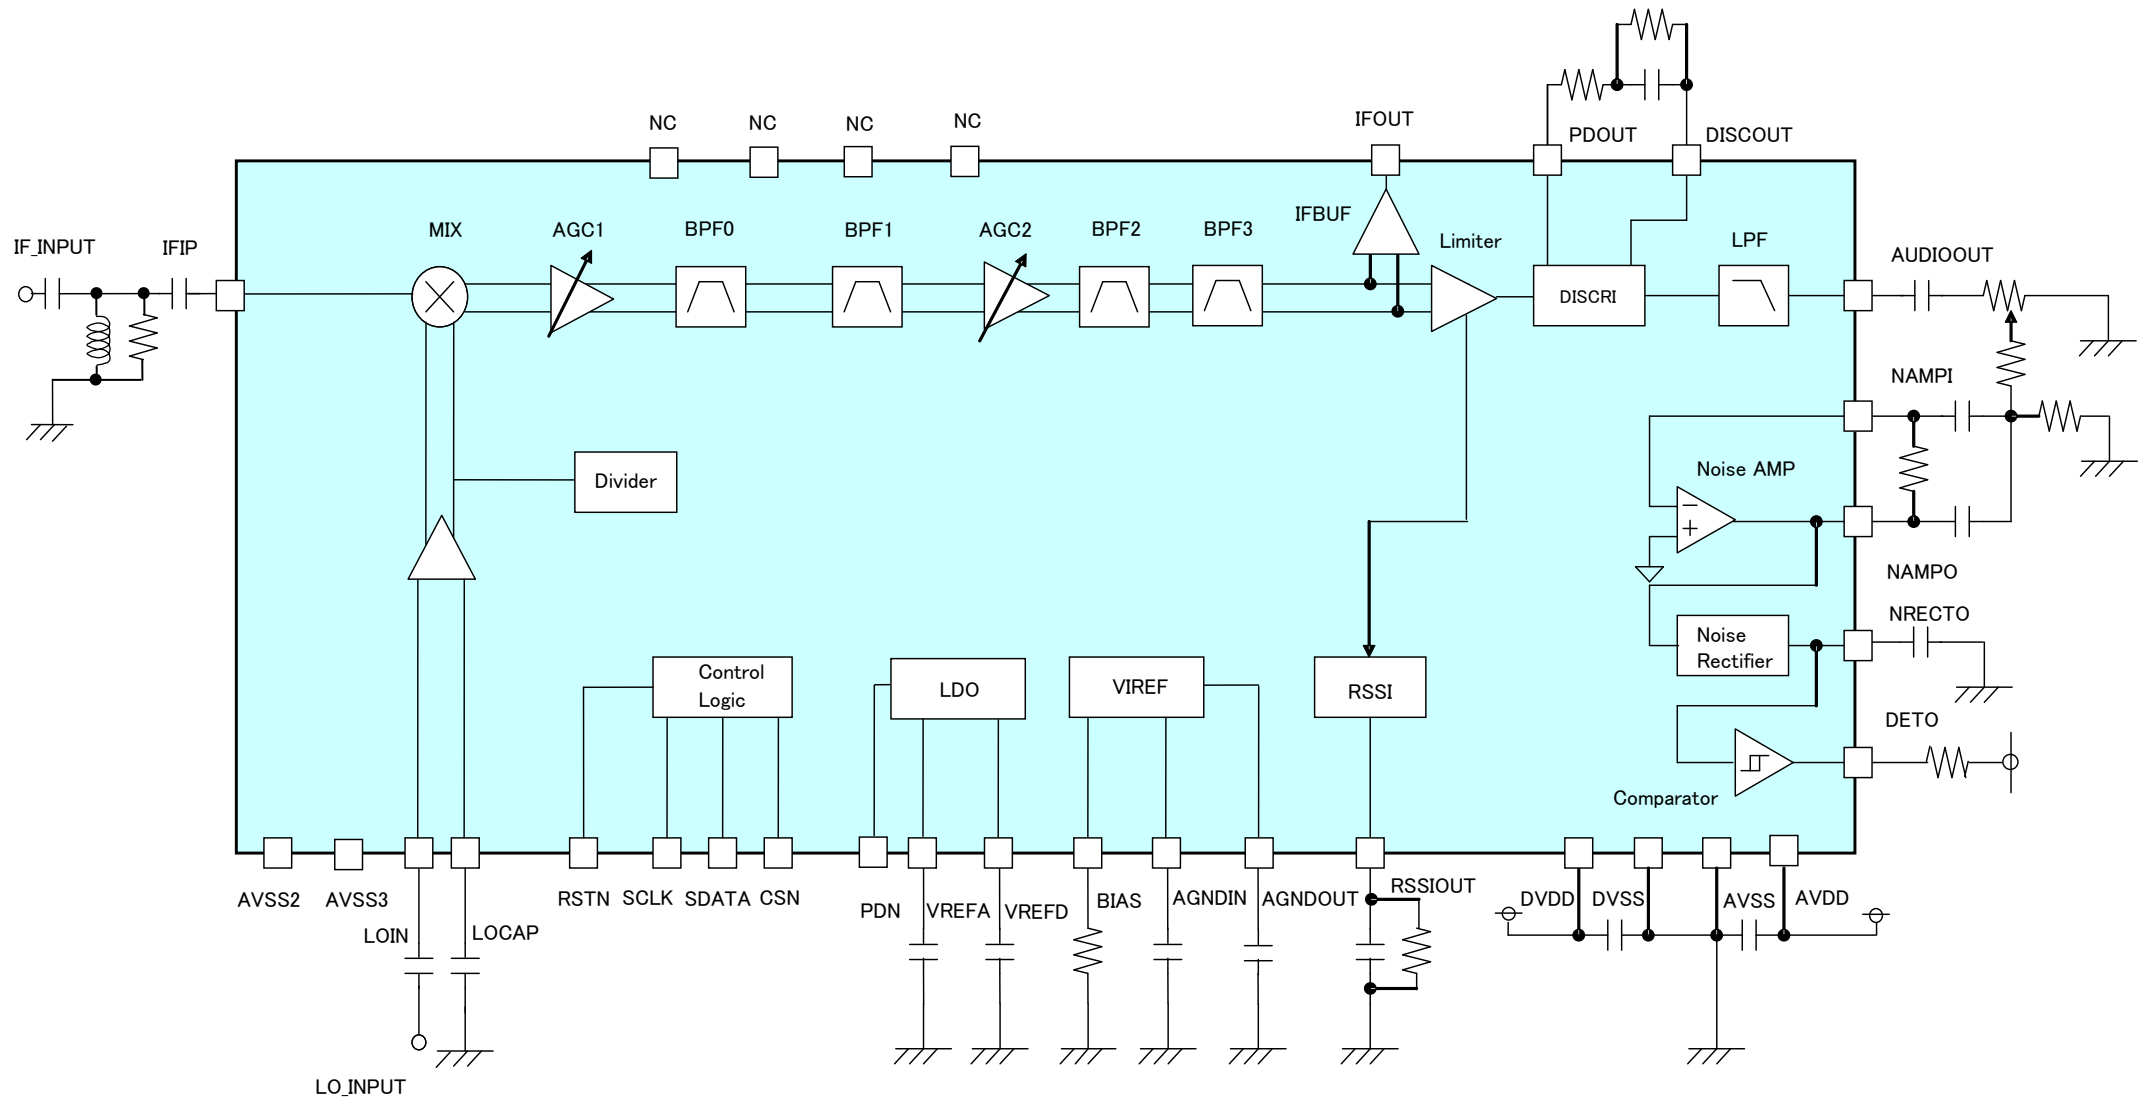 NC
NC
NC
NC
IFOUT
PDOUT
DISCOUT
IF_INPUT
IFIP
MIX
AGC1
BPF0
BPF1
AGC2
BPF2
BPF3
IFBUF
Limiter
DISCRI
LPF
AUDIOOUT
NAMPI
Divider
Noise AMP
−
+
NAMPO
NRECTO
Noise
Rectifier
Control
Logic
LDO
VIREF
RSSI
DETO
Comparator
AVSS2
AVSS3
LOIN
LOCAP
RSTN
SCLK
SDATA
CSN
PDN
VREFA
VREFD
BIAS
AGNDIN
AGNDOUT
RSSIOUT
DVDD
DVSS
AVSS
AVDD
LO_INPUT